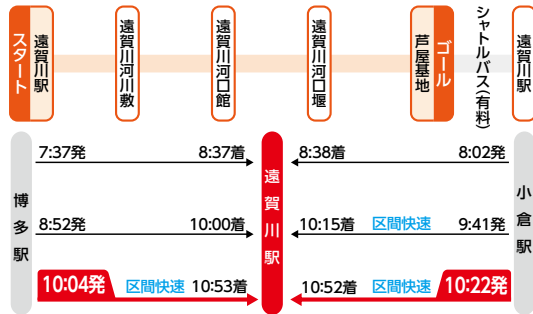 スタート
遠賀川駅
遠賀川河川敷
遠賀川河口館
遠賀川河口堰
芦屋基地
ゴール
シャトルバス(有料)
遠賀川駅
博多駅
遠賀川駅
小倉駅
7:37発 8:37着 8:38着 8:02発
8:52発 10:00着 10:15着 区間快速 9:41発
10:04発 区間快速 10:53着 10:52着 区間快速 10:22発